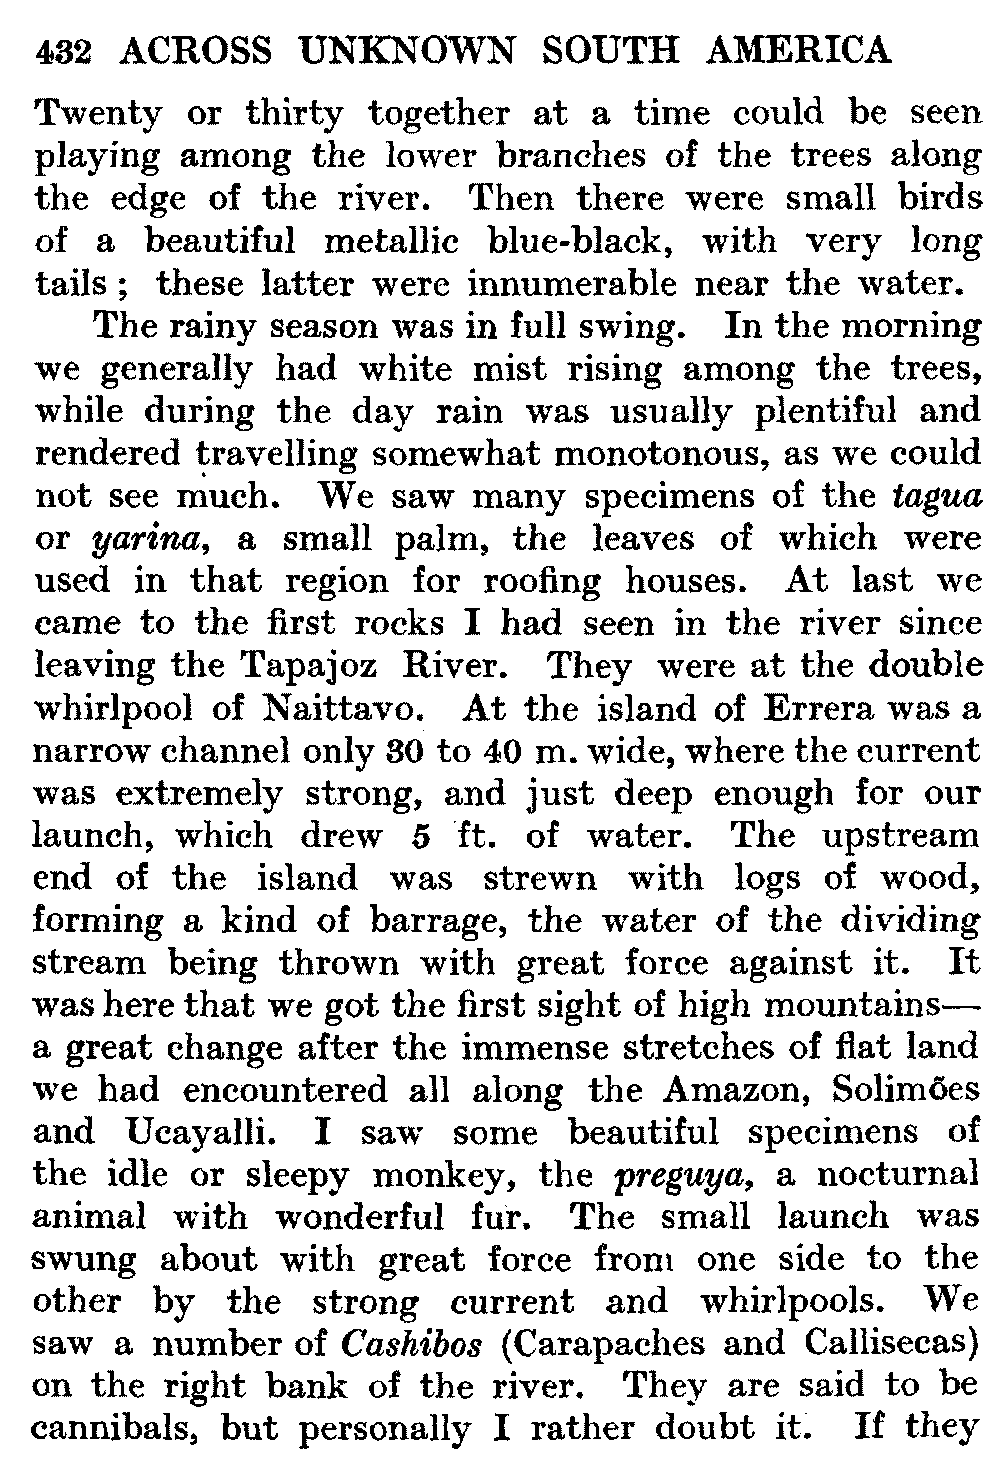 432 ACROSS UNKNOWN SOUTH AMERICA
Twenty or thirty together at a time could be seen
playing among the lower branches of the trees along
the edge of the river. Then there were small birds
of a beautiful metallic blue-black, with very long
tails ; these latter were innumerable near the water.
The rainy season was in full swing. In the morning
we generally had white mist rising among the trees,
while during the day rain was usually plentiful and
rendered travelling somewhat monotonous, as we could
not see much. We saw many specimens of the tagua
or yarina, a small palm, the leaves of which were
used in that region for roofing houses. At last we
came to the first rocks I had seen in the river since
leaving the Tapajoz River. They were at the double
whirlpool of Naittavo. At the island of Errera was a
narrow channel only 30 to 40 m. wide, where the current
was extremely strong, and just deep enough for our
launch, which drew 5 ft. of water. The upstream
end of the island was strewn with logs of wood,
forming a kind of barrage, the water of the dividing
stream being thrown with great force against it. It
was here that we got the first sight of high mountains—
a great change after the immense stretches of flat land
we had encountered all along the Amazon, Solimões
and Ucayalli. I saw some beautiful specimens of
the idle or sleepy monkey, the preguya, a nocturnal
animal with wonderful fur. The small launch was
swung about with great force from one side to the
other by the strong current and whirlpools. We
saw a number of Cashibos (Carapaches and Callisecas)
on the right bank of the river. They are said to be
cannibals, but personally I rather doubt it. If they